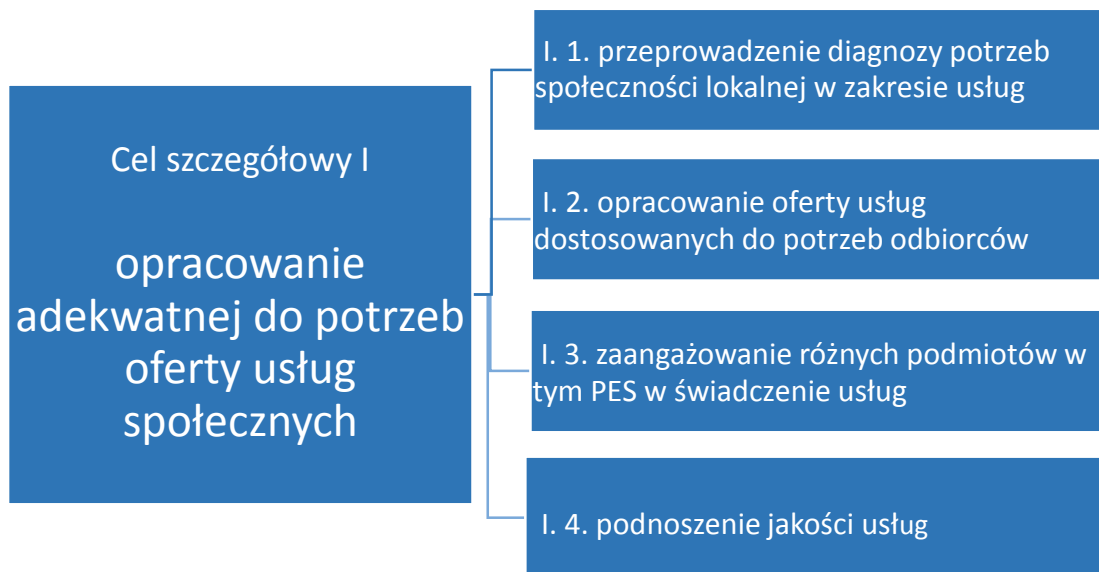 Cel szczegółowy I
opracowanie
adekwatnej do potrzeb
oferty usług
społecznych
I. 1. przeprowadzenie diagnozy potrzeb
społeczności lokalnej w zakresie usług
I. 2. opracowanie oferty usług
dostosowanych do potrzeb odbiorców
I. 3. zaangażowanie różnych podmiotów w
tym PES w świadczenie usług
I. 4. podnoszenie jakości usług